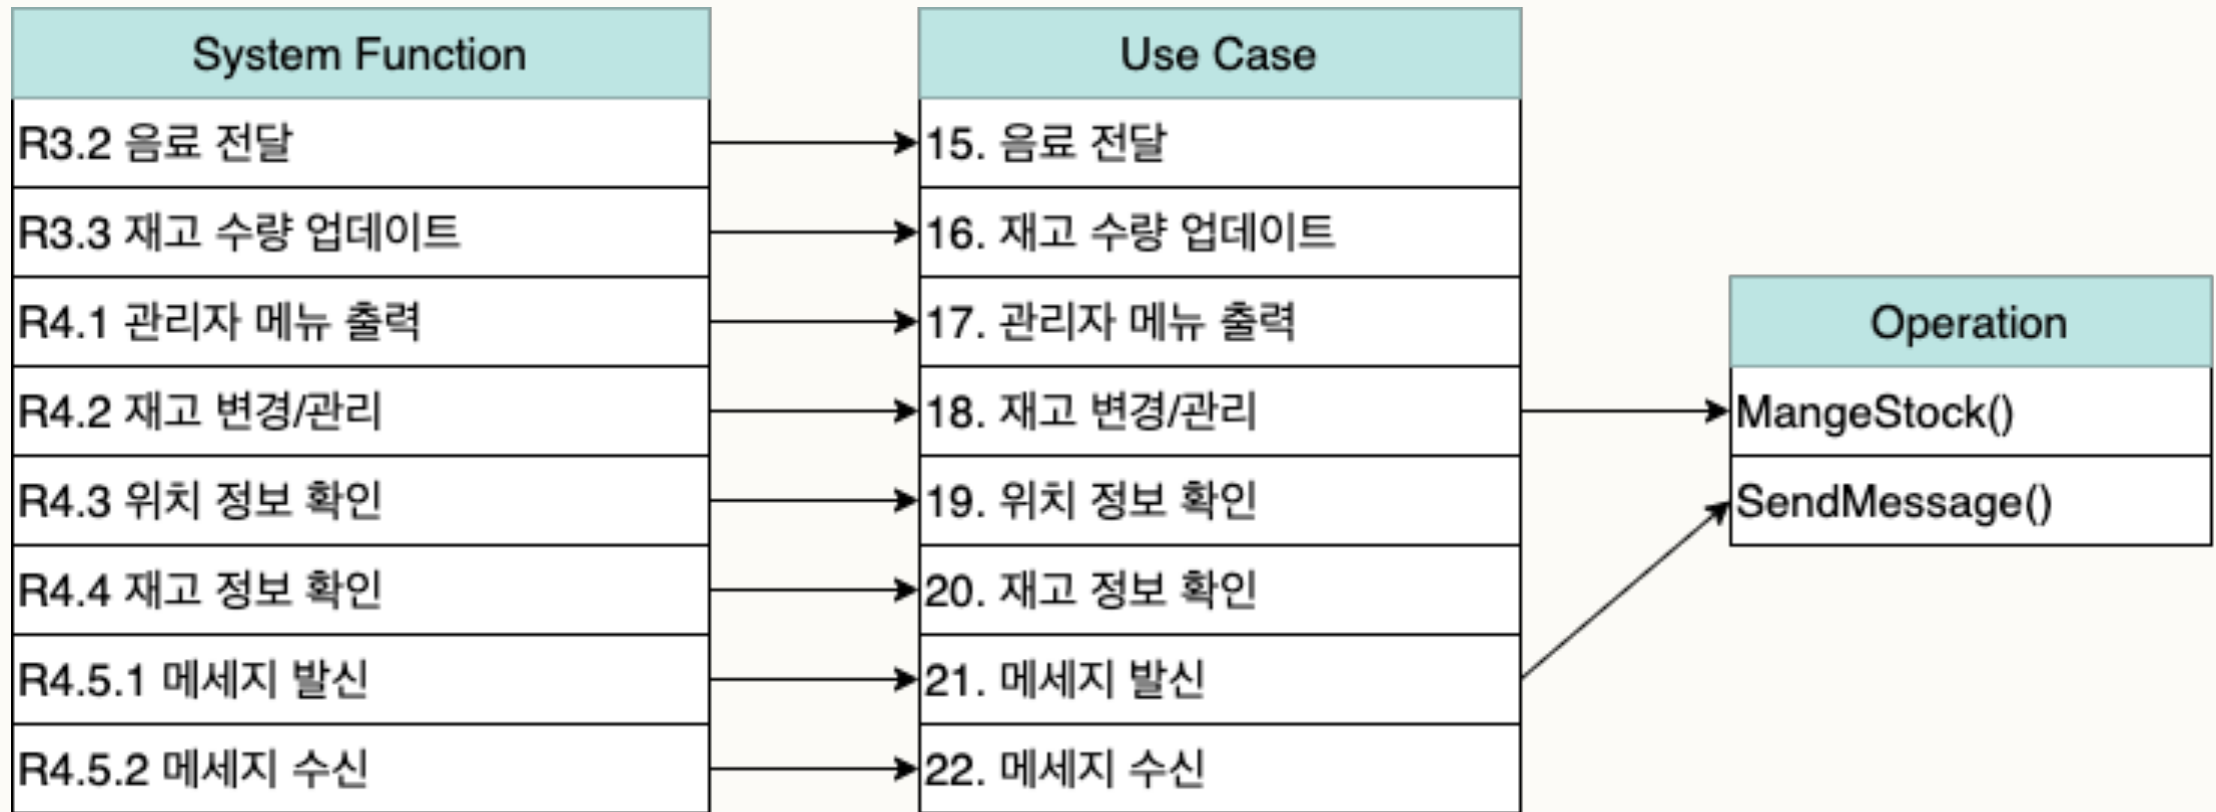 System Function
R3.2 음료 전달
R3.3 재고 수량 업데이트
R4.1 관리자 메뉴 출력
R4.2 재고 변경/관리
R4.3 위치 정보 확인
R4.4 재고 정보 확인
R4.5.1 메세지 발신
R4.5.2 메세지 수신
Use Case
15. 음료 전달
16. 재고 수량 업데이트
17. 관리자 메뉴 출력
18. 재고 변경/관리
19. 위치 정보 확인
20. 재고 정보 확인
21. 메세지 발신
22. 메세지 수신
Operation
MangeStock()
SendMessage()